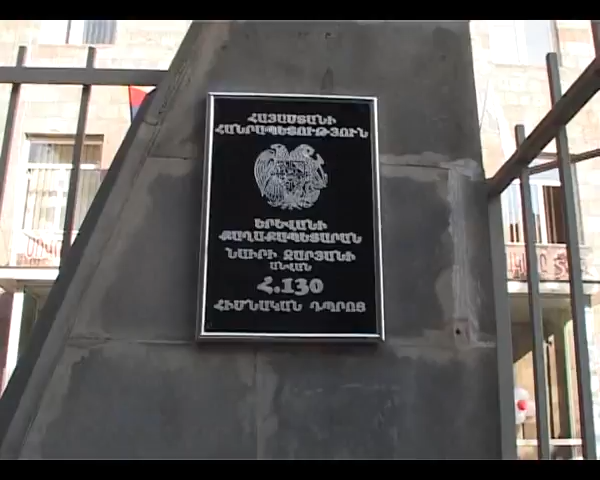 ՀԱՅԱՍՏԱՆԻ
ՀԱՆՐԱՊԵՏՈՒԹՅՈՒՆ
ԵՐԵՎԱՆԻ
ՔԱՂԱՔԱՊԵՏԱՐԱՆ
ՆԱԻՐԻ ԶԱՐՅԱՆԻ
ԱՆՎԱՆ
Հ.130
ՀԻՄՆԱԿԱՆ ԴՊՐՈՑ